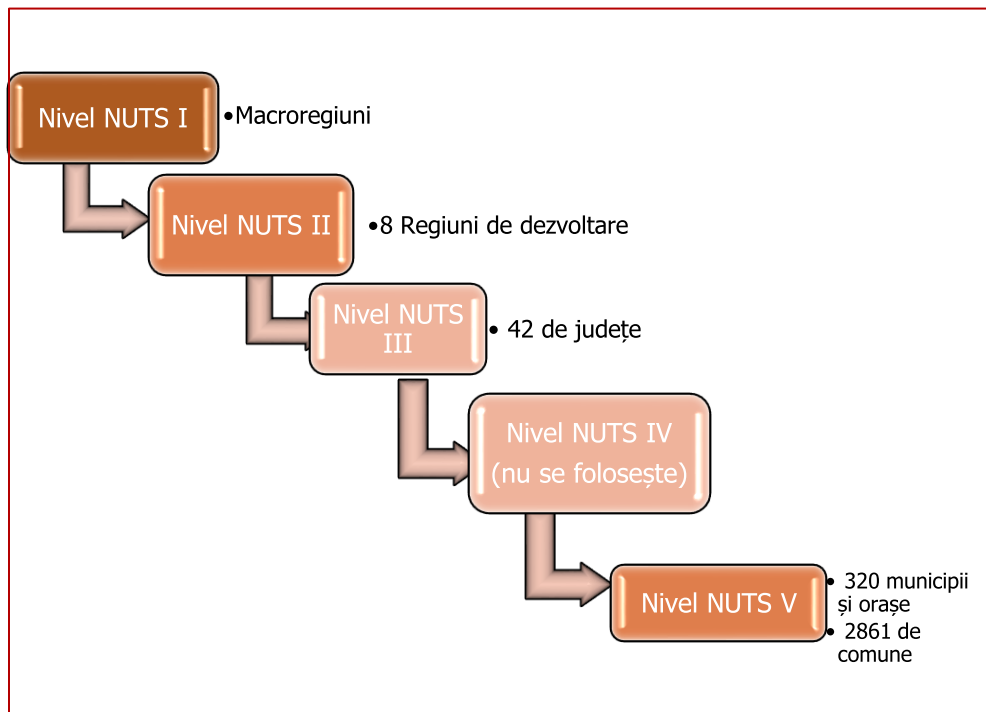 Nivel NUTS I
•Macroregiuni
Nivel NUTS II
•8 Regiuni de dezvoltare
Nivel NUTS
III
• 42 de județe
Nivel NUTS IV
(nu se folosește)
Nivel NUTS V
• 320 municipii
și orașe
• 2861 de
comune